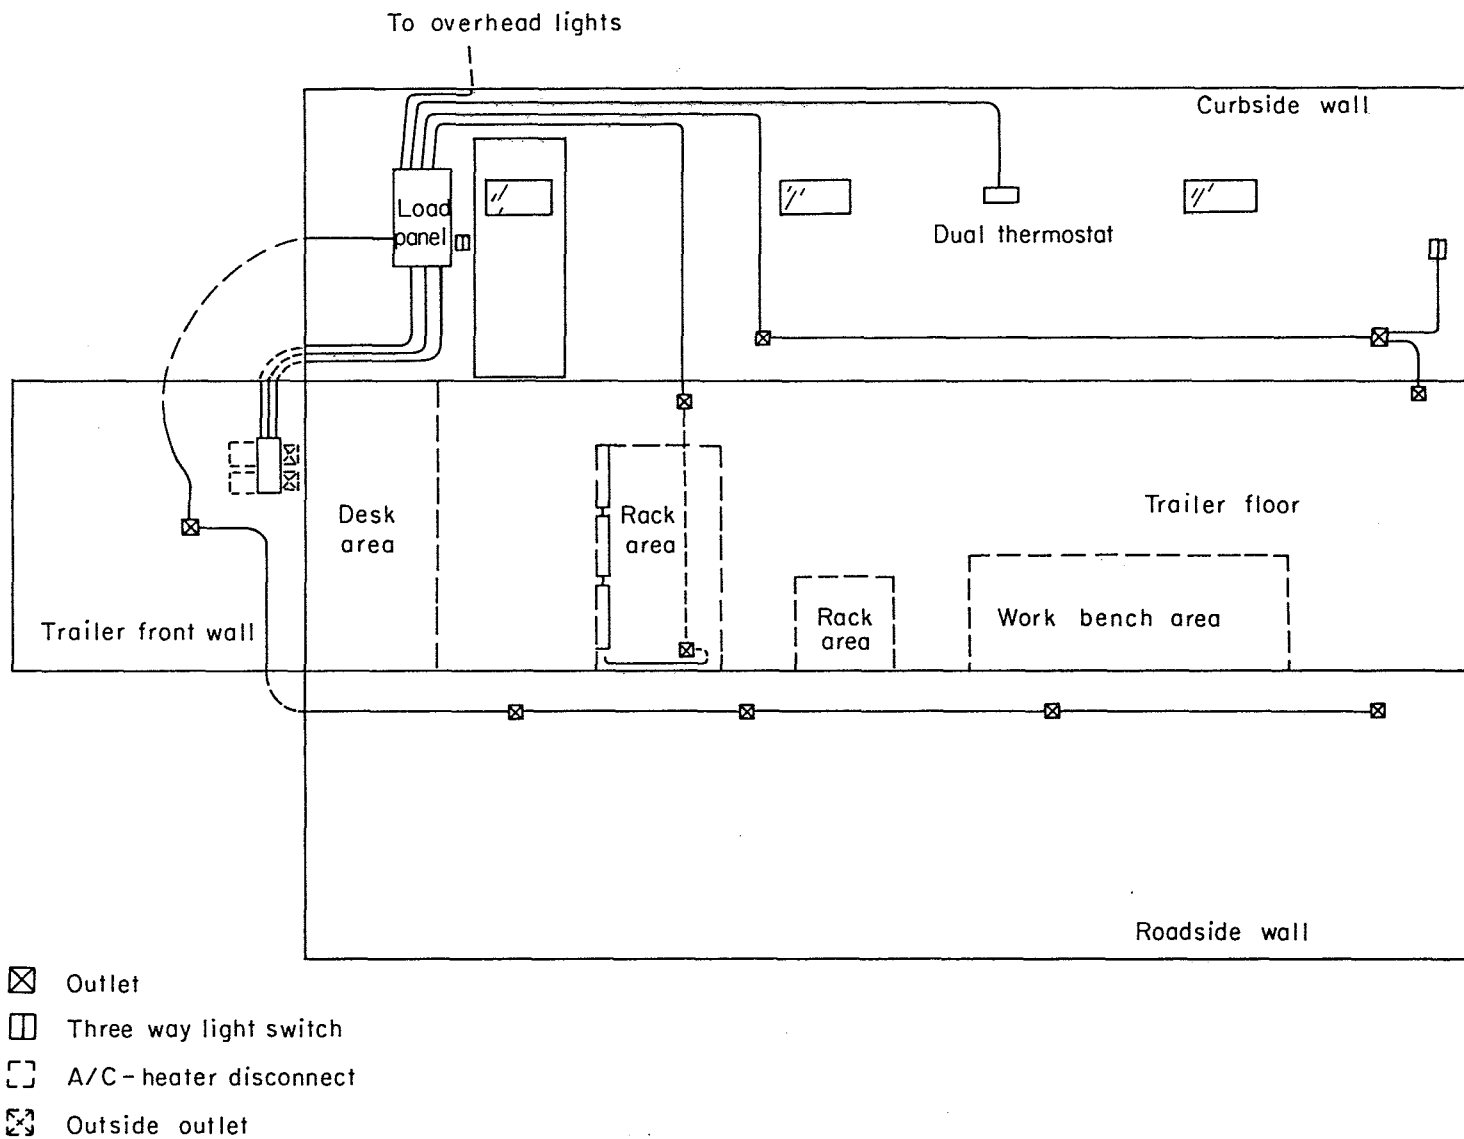 To overhead lights
Curbside wall
Load
panel
Dual thermostat
Desk
area
Rack
area
Trailer floor
Trailer front wall
Rack
area
Work bench area
Roadside wall
Outlet
Three way light switch
A/C-heater disconnect
Outside outlet